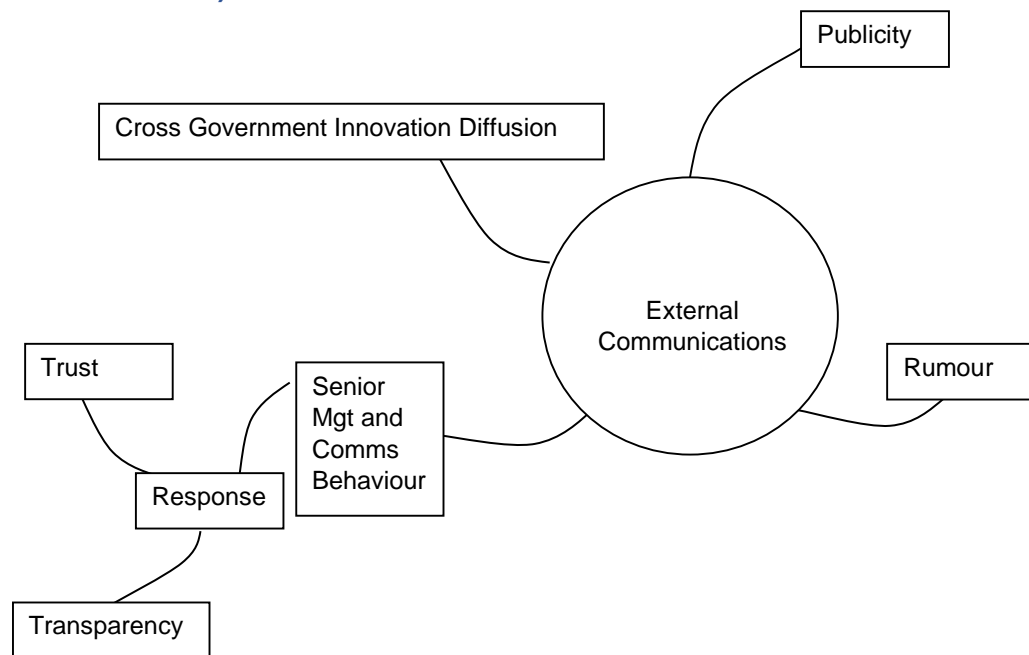 Publicity
Cross Government Innovation Diffusion
External
Communications
Trust
Senior
Mgt and
Comms
Behaviour
Rumour
Response
Transparency